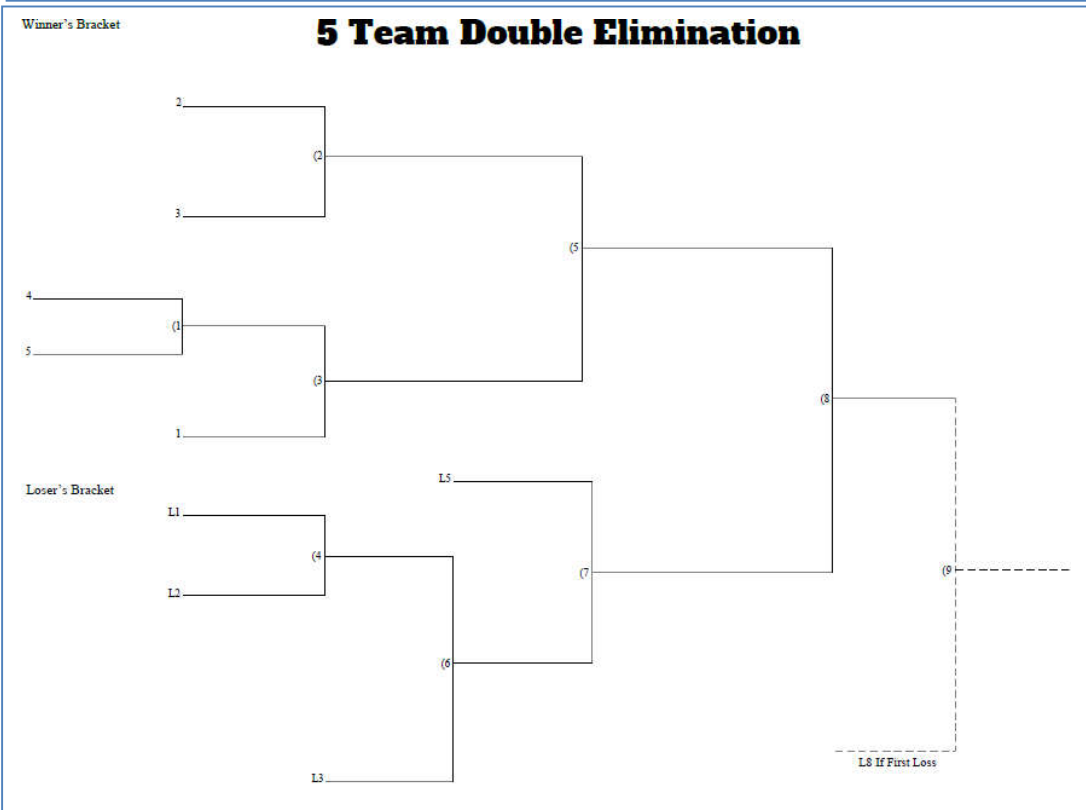 Winner's Bracket
5 Team Double Elimination
2
(2
3
(5
4
(1
5
(3
1
(8
L5
Loser's Bracket
L1
(4
L2
(7
(9
(6
L3
L8 If First Loss